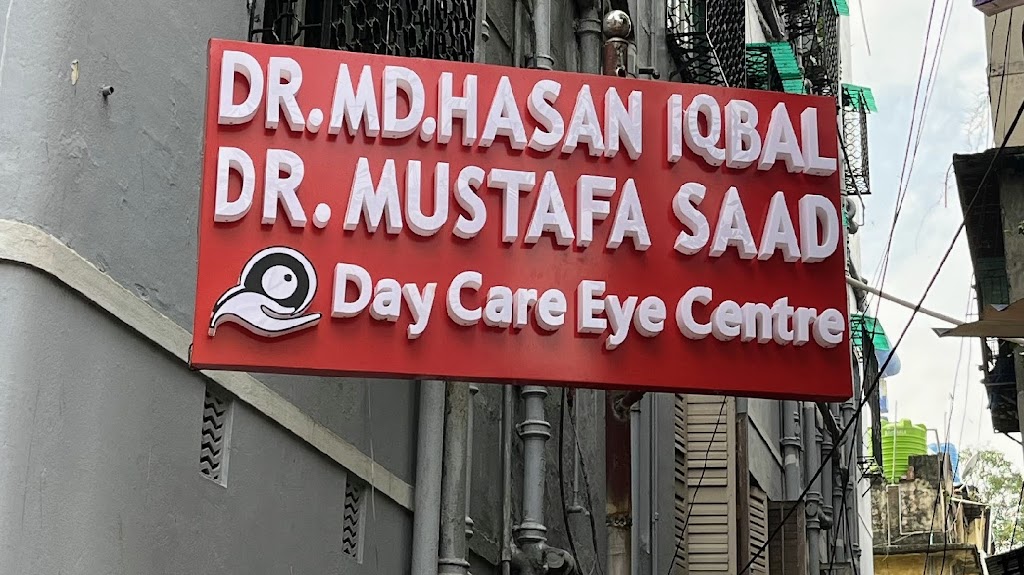 DR.MD.HASAN IQBAL
DR. MUSTAFA SAAD
Day Care Eye Centre